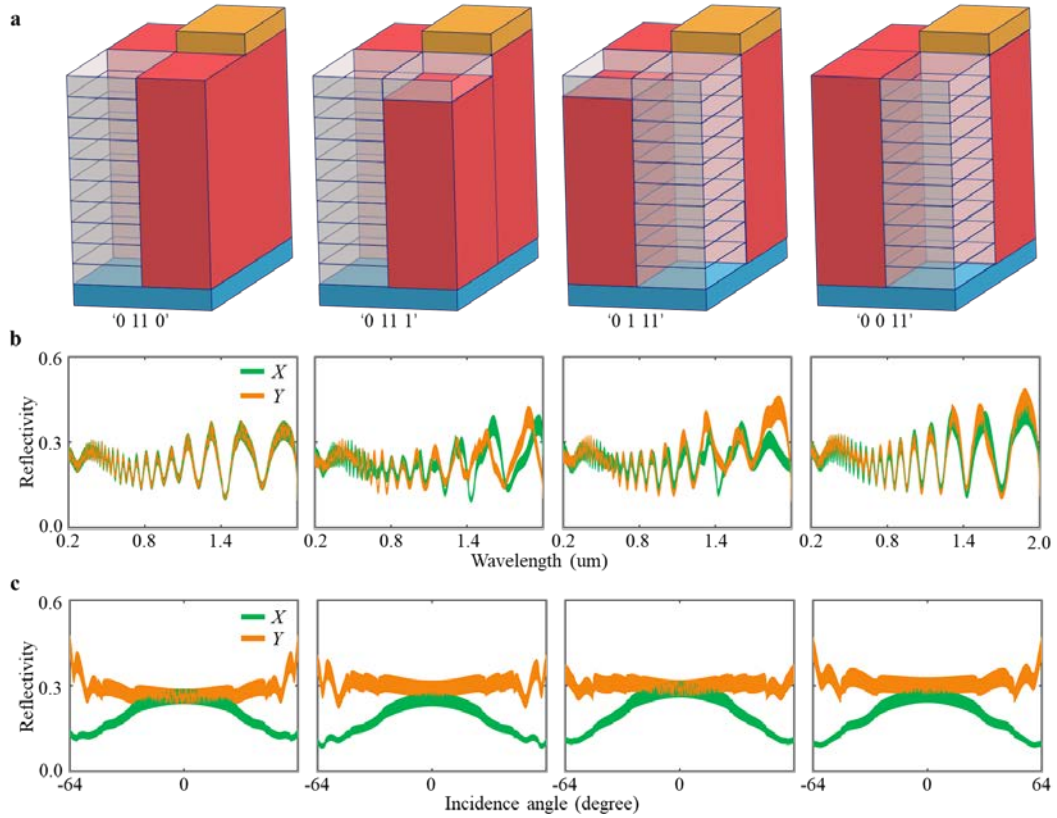 a
‘0 11 0’ ‘0 11 1’ ‘0 1 11’ ‘0 0 11’
b
0.6
X
Y
Reflectivity
0.3
0.0
0.2 0.8 1.4 0.2 0.8 1.4 0.2 0.8 1.4 0.2 0.8 1.4 2.0
Wavelength (um)
c
0.6
X
Y
Reflectivity
0.3
0.0
-64 0 -64 0 -64 0 -64 0 64
Incidence angle (degree)